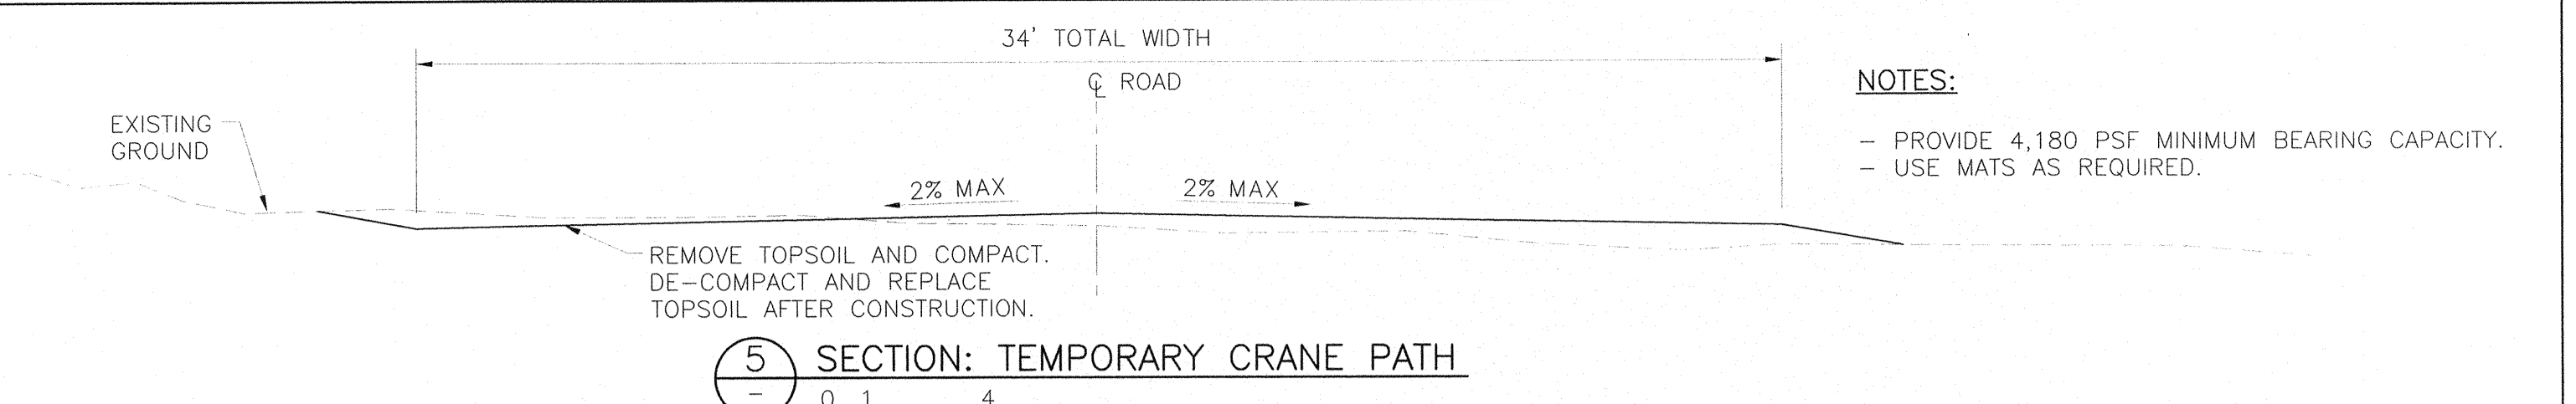 34' TOTAL WIDTH
℄ ROAD
NOTES:
EXISTING
GROUND
- PROVIDE 4,180 PSF MINIMUM BEARING CAPACITY.
- USE MATS AS REQUIRED.
2% MAX
2% MAX
REMOVE TOPSOIL AND COMPACT.
DE-COMPACT AND REPLACE
TOPSOIL AFTER CONSTRUCTION.
5
-
SECTION: TEMPORARY CRANE PATH
0 1 4